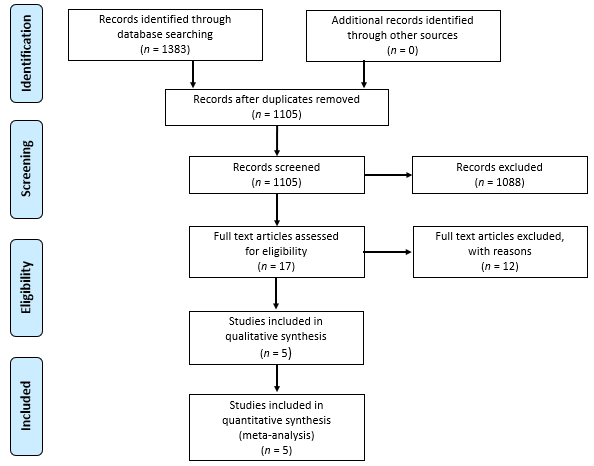 Identification
Records identified through
database searching
(n = 1383)
Additional records identified
through other sources
(n = 0)
Records after duplicates removed
(n = 1105)
Screening
Records screened
(n = 1105)
Records excluded
(n = 1088)
Eligibility
Full text articles assessed
for eligibility
(n = 17)
Full text articles excluded,
with reasons
(n = 12)
Studies included in
qualitative synthesis
(n = 5)
Included
Studies included in
quantitative synthesis
(meta-analysis)
(n = 5)